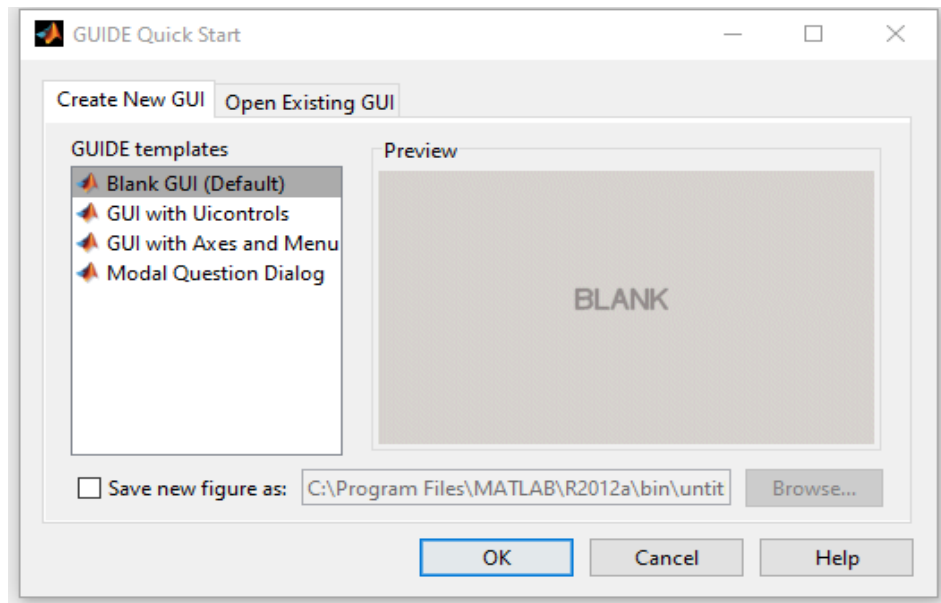 GUIDE Quick Start
Create New GUI
Open Existing GUI
GUIDE templates
Blank GUI (Default)
GUI with Uicontrols
GUI with Axes and Menu
Modal Question Dialog
Preview
BLANK
Save new figure as:
C:\Program Files\MATLAB\R2012a\bin\untit
Browse...
OK
Cancel
Help